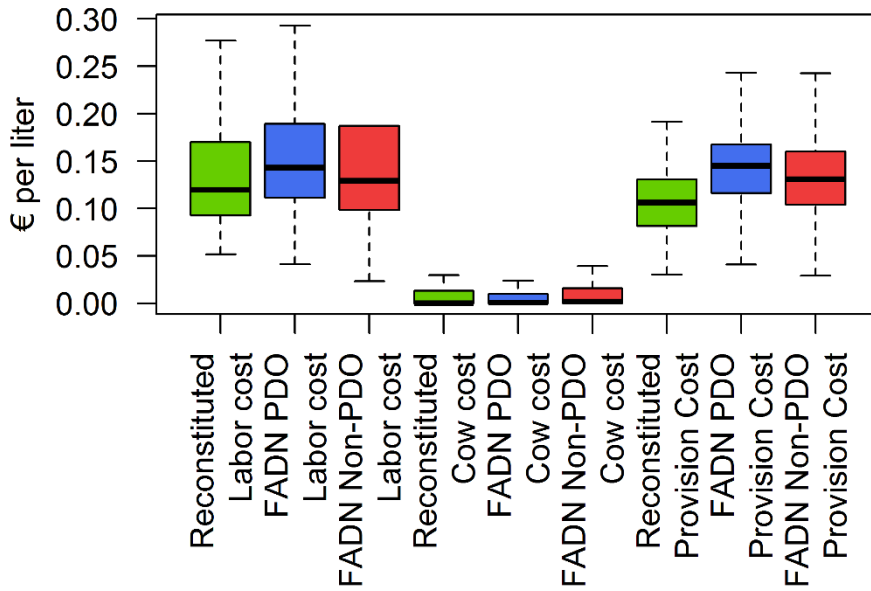 € per liter
0.30
0.25
0.20
0.15
0.10
0.05
0.00
Reconstituted
Labor cost
FADN PDO
Labor cost
FADN Non-PDO
Labor cost
Reconstituted
Cow cost
FADN PDO
Cow cost
FADN Non-PDO
Cow cost
Reconstituted
Provision Cost
FADN PDO
Provision Cost
FADN Non-PDO
Provision Cost